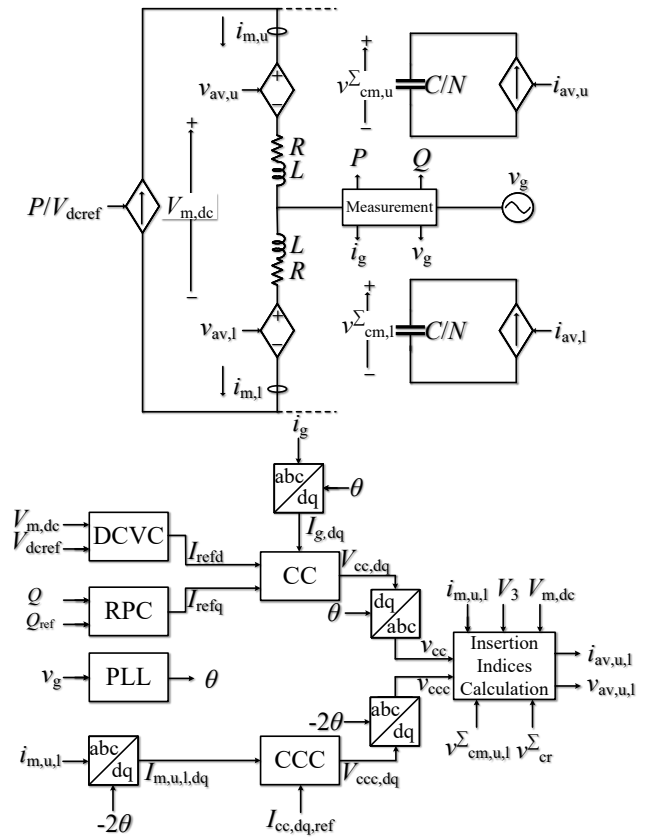 i_m,u
+
v_av,u
−
R
L
+
v^Σ_cm,u
−
C/N
i_av,u
P/V_dcref
+
V_m,dc
−
P
Q
Measurement
i_g
v_g
v_g
L
R
+
v_av,l
−
i_m,l
+
v^Σ_cm,l
−
C/N
i_av,l
i_g
abc
dq
θ
I_g,dq
V_m,dc
V_dcref
DCVC
I_refd
CC
V_cc,dq
Q
Q_ref
RPC
I_refq
θ
dq
abc
v_cc
v_g
PLL
θ
i_m,u,l
V_3
V_m,dc
Insertion
Indices
Calculation
i_av,u,l
v_av,u,l
v^Σ_cm,u,l
v^Σ_cr
v_ccc
abc
dq
-2θ
i_m,u,l
abc
dq
-2θ
I_m,u,l,dq
CCC
V_ccc,dq
I_cc,dq,ref